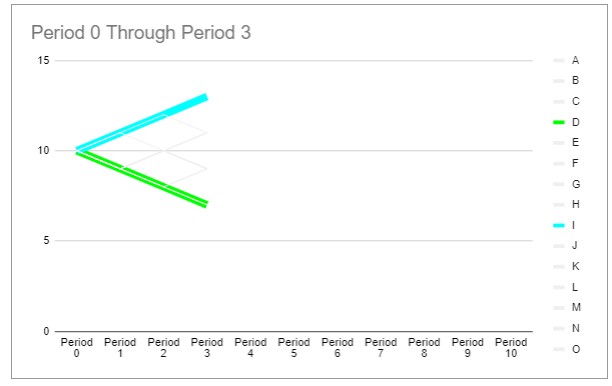 Period 0 Through Period 3
15
10
5
0
Period 0
Period 1
Period 2
Period 3
Period 4
Period 5
Period 6
Period 7
Period 8
Period 9
Period 10
A
B
C
D
E
F
G
H
I
J
K
L
M
N
O